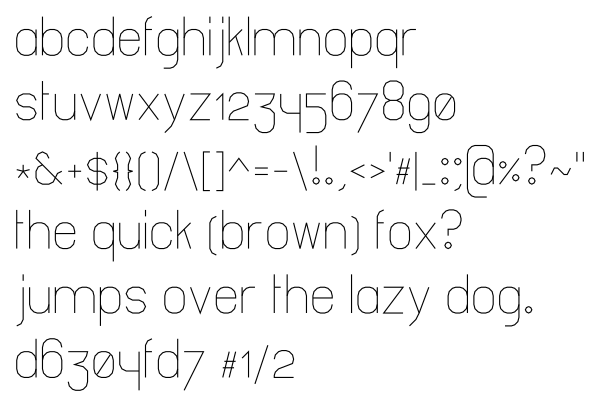 abcdefghijklmnopqr
stuvwxyz1234567890
*&+${}()/\[]^=-\!.,<>'#|_:;@%?~"
the quick (brown) fox?
jumps over the lazy dog.
d6304fd7 #1/2